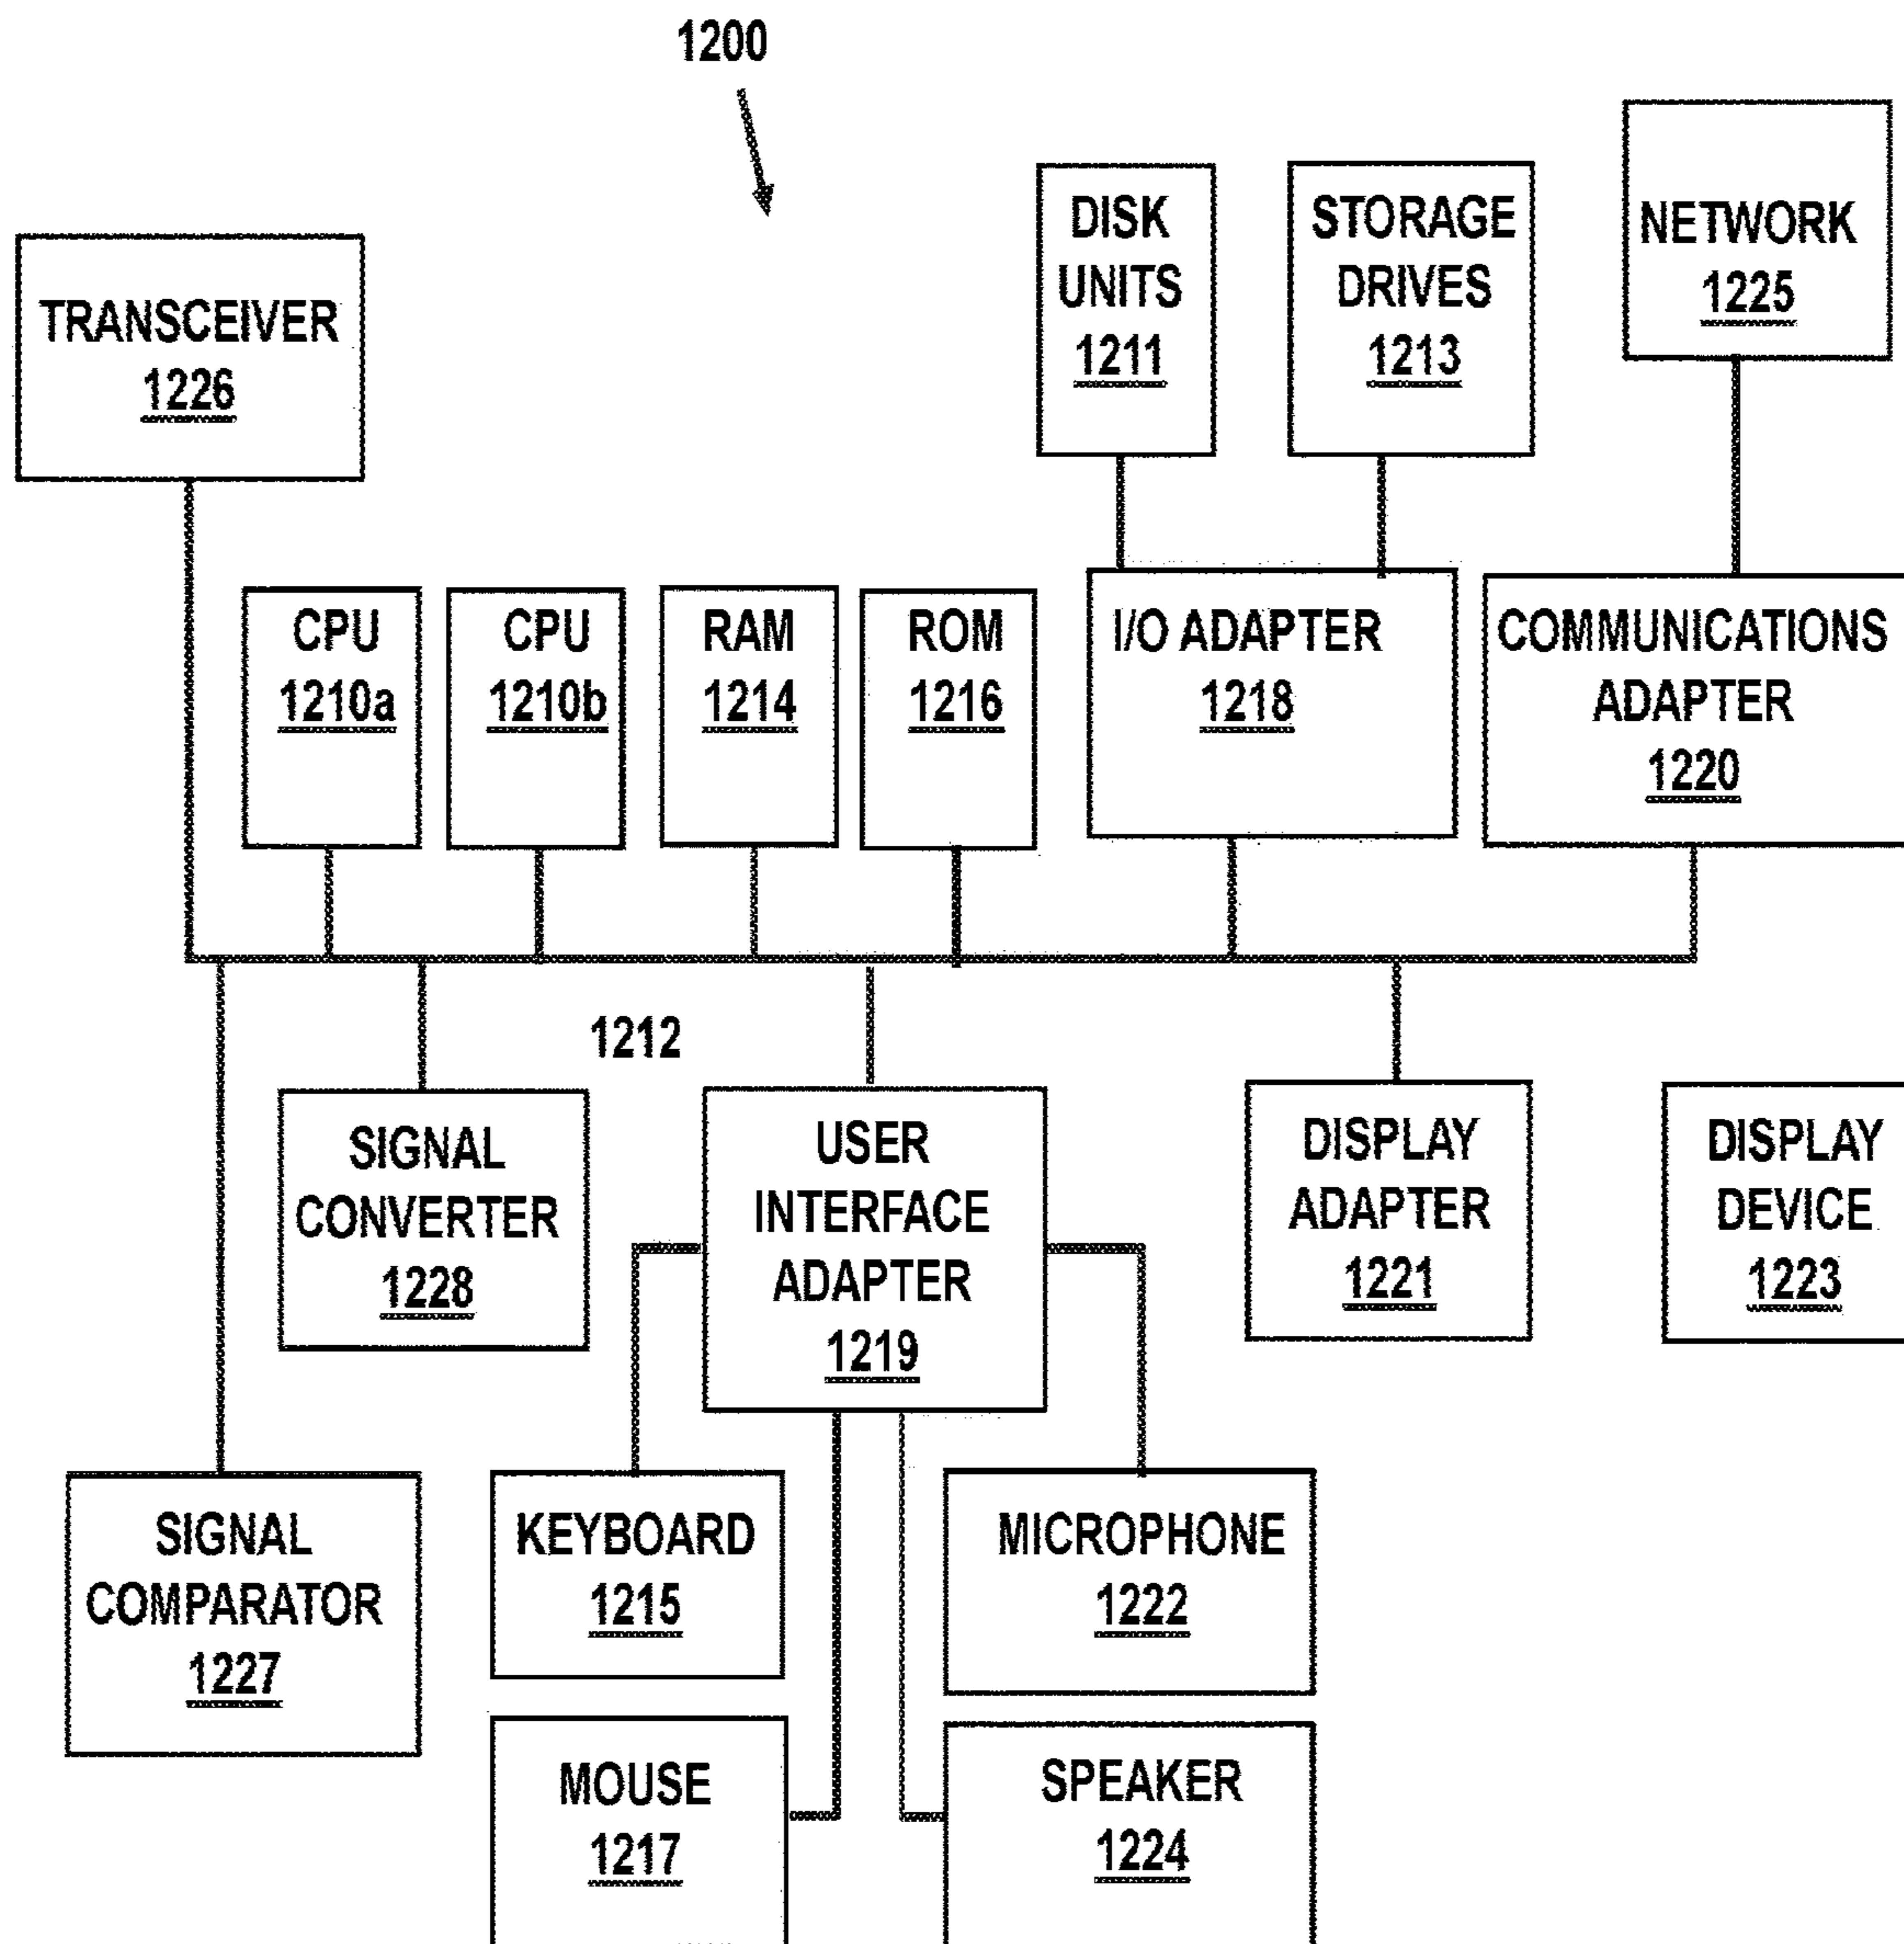 1200
DISK
UNITS
1211
STORAGE
DRIVES
1213
NETWORK
1225
TRANSCEIVER
1226
CPU
1210a
CPU
1210b
RAM
1214
ROM
1216
I/O ADAPTER
1218
COMMUNICATIONS
ADAPTER
1220
1212
SIGNAL
CONVERTER
1228
USER
INTERFACE
ADAPTER
1219
DISPLAY
ADAPTER
1221
DISPLAY
DEVICE
1223
SIGNAL
COMPARATOR
1227
KEYBOARD
1215
MICROPHONE
1222
MOUSE
1217
SPEAKER
1224